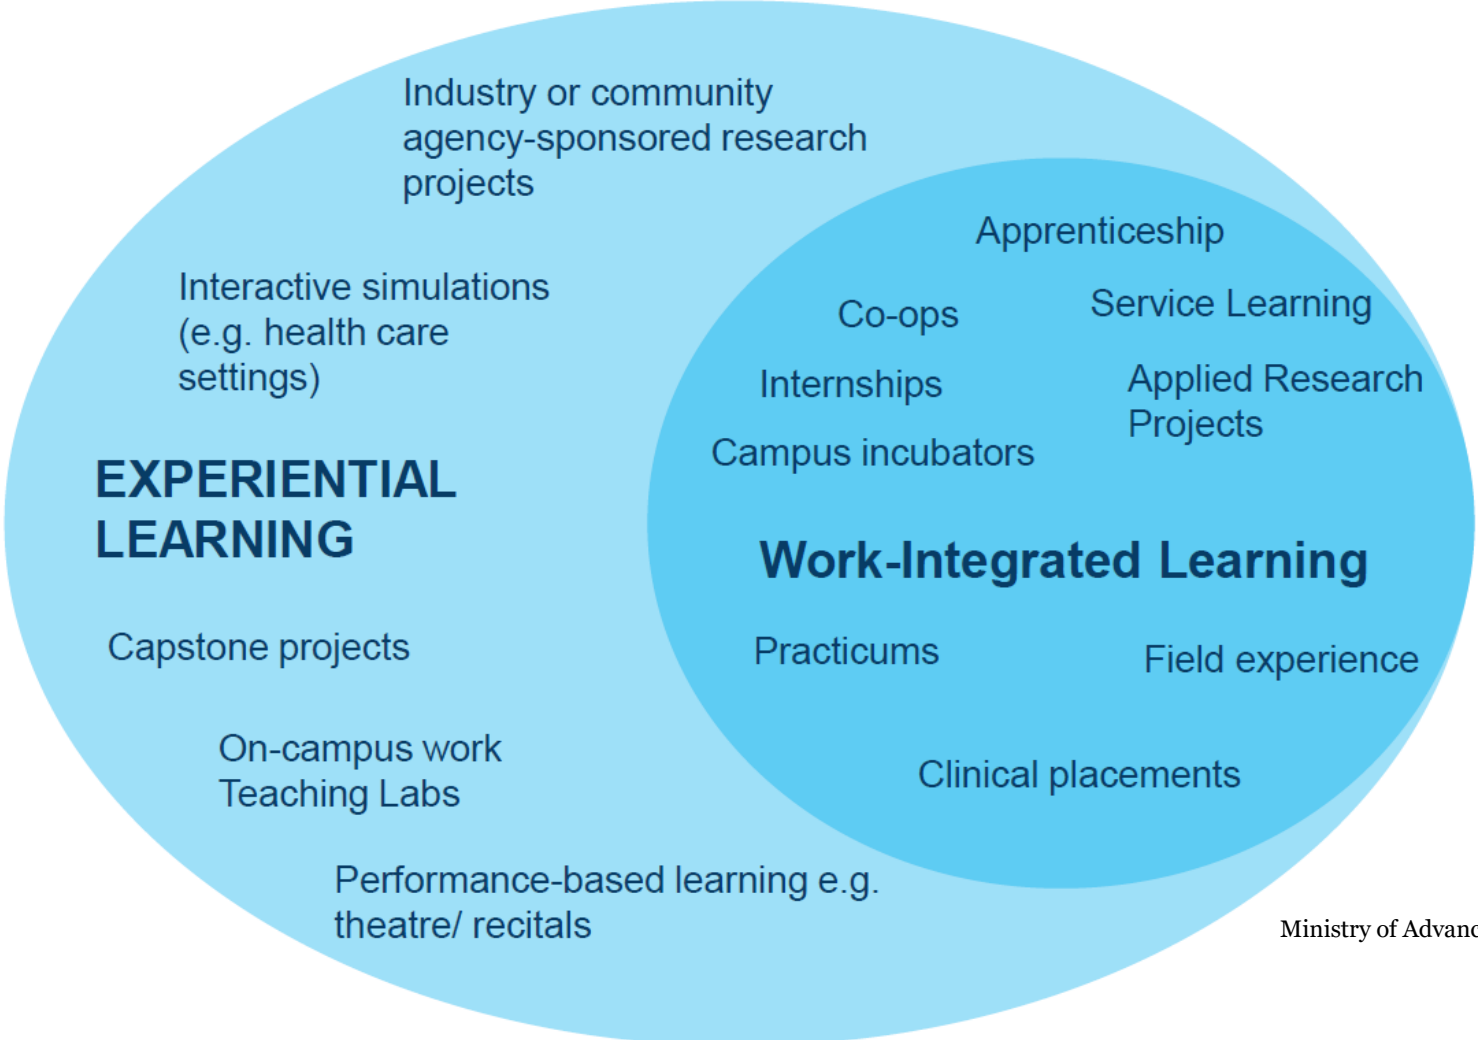 Industry or community
agency-sponsored research
projects
Interactive simulations
(e.g. health care
settings)
EXPERIENTIAL
LEARNING
Capstone projects
On-campus work
Teaching Labs
Performance-based learning e.g.
theatre/ recitals
Apprenticeship
Co-ops
Service Learning
Internships
Applied Research
Projects
Campus incubators
Work-Integrated Learning
Practicums
Field experience
Clinical placements
Ministry of Advanc